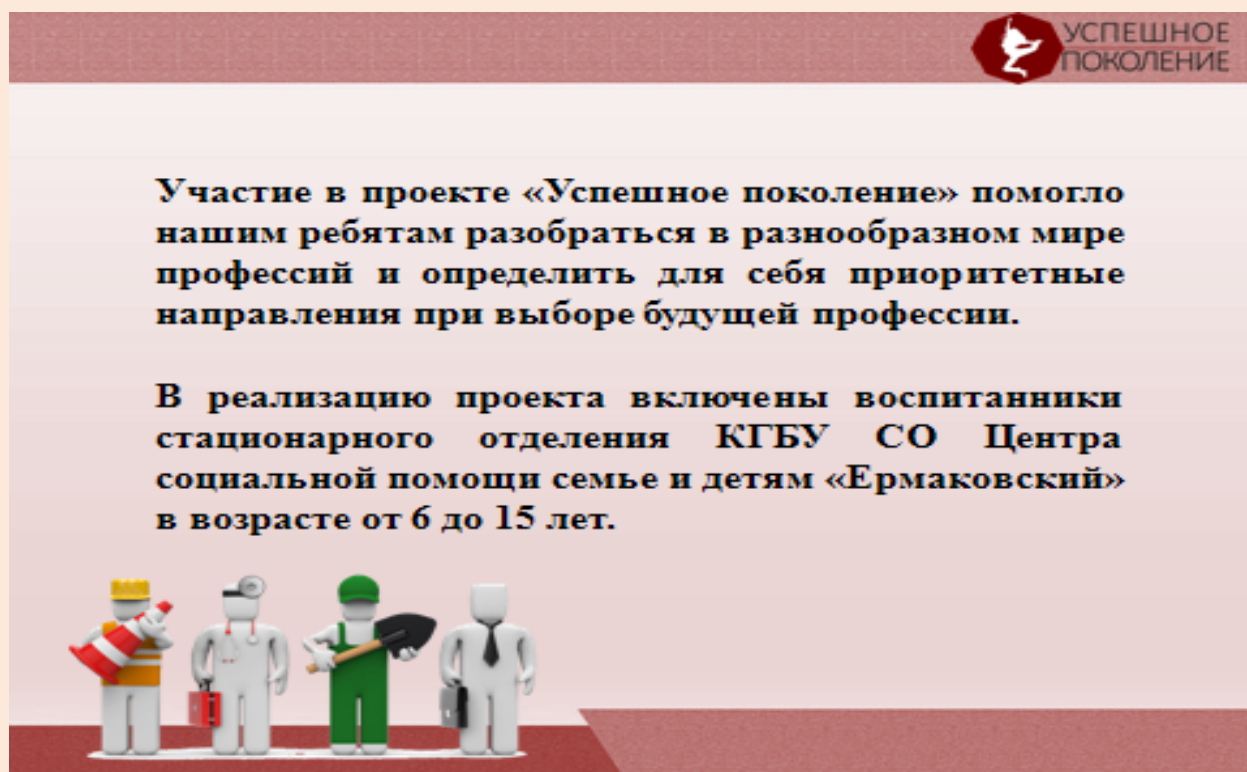 УСПЕШНОЕ
ПОКОЛЕНИЕ
Участие в проекте «Успешное поколение» помогло
нашим ребятам разобраться в разнообразном мире
профессий и определить для себя приоритетные
направления при выборе будущей профессии.
В реализацию проекта включены воспитанники
стационарного отделения КГБУ СО Центра
социальной помощи семье и детям «Ермаковский»
в возрасте от 6 до 15 лет.